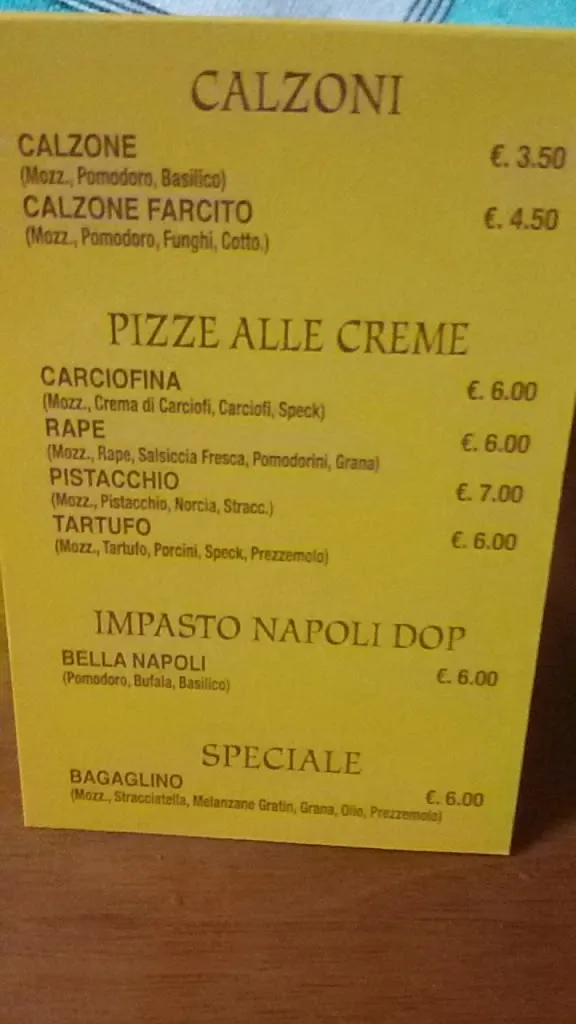 CALZONI
CALZONE €. 3.50
(Mozz., Pomodoro, Basilico)
CALZONE FARCITO €. 4.50
(Mozz., Pomodoro, Funghi, Cotto.)
PIZZE ALLE CREME
CARCIOFINA €. 6.00
(Mozz., Crema di Carciofi, Carciofi, Speck)
RAPE €. 6.00
(Mozz., Rape, Salsiccia Fresca, Pomodorini, Grana)
PISTACCHIO €. 7.00
(Mozz., Pistacchio, Norcia, Stracc.)
TARTUFO €. 6.00
(Mozz., Tartufo, Porcini, Speck, Prezzemolo)
IMPASTO NAPOLI DOP
BELLA NAPOLI €. 6.00
(Pomodoro, Bufala, Basilico)
SPECIALE
BAGAGLINO €. 6.00
(Mozz., Stracciatella, Melanzane Gratin, Grana, Olio, Prezzemolo)